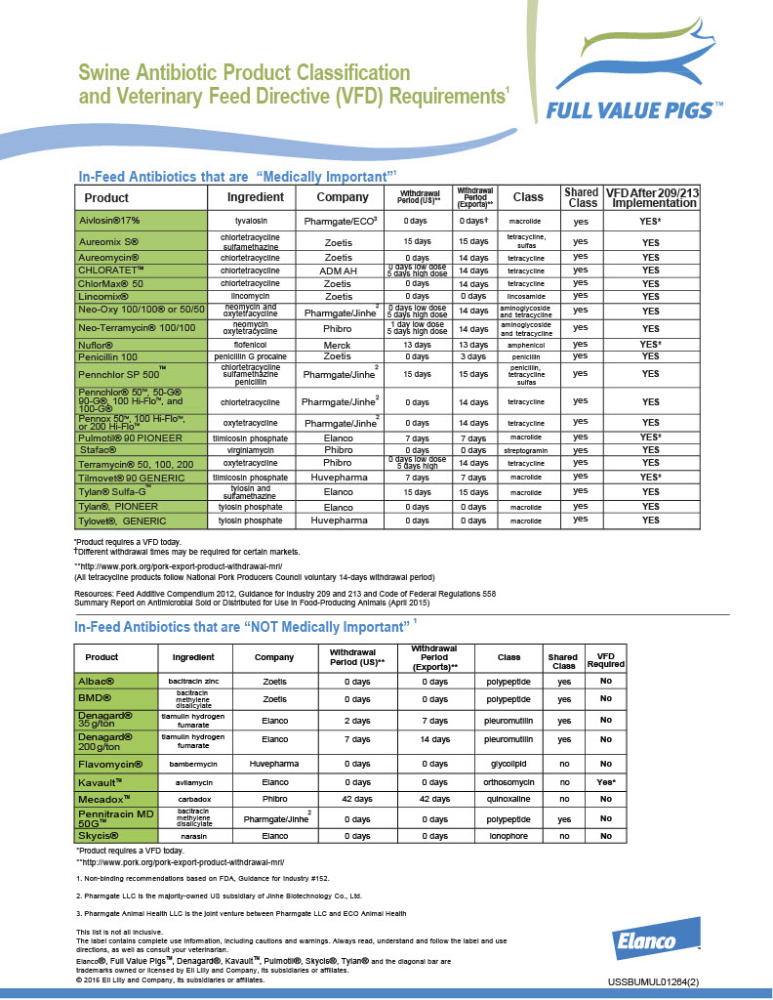 Swine Antibiotic Product Classification
and Veterinary Feed Directive (VFD) Requirements¹
FULL VALUE PIGS™
In-Feed Antibiotics that are “Medically Important”¹
Product Ingredient Company Withdrawal Period (US)** Withdrawal Period (Exports)** Class Shared Class VFD After 209/213 Implementation
Aivlosin®17% tyvalosin Pharmgate/ECO³ 0 days 0 days† macrolide yes YES*
Aureomix S® chlortetracycline sulfamethazine Zoetis 15 days 15 days tetracycline, sulfas yes YES
Aureomycin® chlortetracycline Zoetis 0 days 14 days tetracycline yes YES
CHLORATET™ chlortetracycline ADM AH 0 days low dose 5 days high dose 14 days tetracycline yes YES
ChlorMax® 50 chlortetracycline Zoetis 0 days 14 days tetracycline yes YES
Lincomix® lincomycin Zoetis 0 days 0 days lincosamide yes YES
Neo-Oxy 100/100® or 50/50 neomycin and oxytetracycline Pharmgate/Jinhe² 0 days low dose 5 days high dose 14 days aminoglycoside and tetracycline yes YES
Neo-Terramycin® 100/100 neomycin oxytetracycline Phibro 1 day low dose 5 days high dose 14 days aminoglycoside and tetracycline yes YES
Nuflor® flofenicol Merck 13 days 13 days amphenicol yes YES*
Penicillin 100 penicillin G procaine Zoetis 0 days 3 days penicillin yes YES
Pennchlor SP 500™ chlortetracycline sulfamethazine penicillin Pharmgate/Jinhe² 15 days 15 days penicillin, tetracycline sulfas yes YES
Pennchlor® 50™, 50-G® 90-G®, 100 Hi-Flo™, and 100-G® chlortetracycline Pharmgate/Jinhe² 0 days 14 days tetracycline yes YES
Pennox 50™, 100 Hi-Flo™, or 200 Hi-Flo™ oxytetracycline Pharmgate/Jinhe² 0 days 14 days tetracycline yes YES
Pulmotil® 90 PIONEER tilmicosin phosphate Elanco 7 days 7 days macrolide yes YES*
Stafac® virginiamycin Phibro 0 days 0 days streptogramin yes YES
Terramycin® 50, 100, 200 oxytetracycline Phibro 0 days low dose 5 days high 14 days tetracycline yes YES
Tilmovet® 90 GENERIC tilmicosin phosphate Huvepharma 7 days 7 days macrolide yes YES*
Tylan® Sulfa-G™ tylosin and sulfamethazine Elanco 15 days 15 days macrolide yes YES
Tylan®, PIONEER tylosin phosphate Elanco 0 days 0 days macrolide yes YES
Tylovet®, GENERIC tylosin phosphate Huvepharma 0 days 0 days macrolide yes YES
*Product requires a VFD today.
†Different withdrawal times may be required for certain markets.
**http://www.pork.org/pork-export-product-withdrawal-mrl/
(All tetracycline products follow National Pork Producers Council voluntary 14-days withdrawal period)
Resources: Feed Additive Compendium 2012, Guidance for Industry 209 and 213 and Code of Federal Regulations 558
Summary Report on Antimicrobial Sold or Distributed for Use in Food-Producing Animals (April 2015)
In-Feed Antibiotics that are “NOT Medically Important” ¹
Product Ingredient Company Withdrawal Period (US)** Withdrawal Period (Exports)** Class Shared Class VFD Required
Albac® bacitracin zinc Zoetis 0 days 0 days polypeptide yes No
BMD® bacitracin methylene disalicylate Zoetis 0 days 0 days polypeptide yes No
Denagard® 35 g/ton tiamulin hydrogen fumarate Elanco 2 days 7 days pleuromutilin yes No
Denagard® 200 g/ton tiamulin hydrogen fumarate Elanco 7 days 14 days pleuromutilin yes No
Flavomycin® bambermycin Huvepharma 0 days 0 days glycolipid no No
Kavault™ avilamycin Elanco 0 days 0 days orthosomycin no Yes*
Mecadox™ carbadox Phibro 42 days 42 days quinoxaline no No
Pennitracin MD 50G™ bacitracin methylene disalicylate Pharmgate/Jinhe² 0 days 0 days polypeptide yes No
Skycis® narasin Elanco 0 days 0 days ionophore no No
*Product requires a VFD today.
**http://www.pork.org/pork-export-product-withdrawal-mrl/
1. Non-binding recommendations based on FDA, Guidance for Industry #152.
2. Pharmgate LLC is the majority-owned US subsidiary of Jinhe Biotechnology Co., Ltd.
3. Pharmgate Animal Health LLC is the joint venture between Pharmgate LLC and ECO Animal Health
This list is not all inclusive.
The label contains complete use information, including cautions and warnings. Always read, understand and follow the label and use
directions, as well as consult your veterinarian.
Elanco®, Full Value Pigs™, Denagard®, Kavault™, Pulmotil®, Skycis®, Tylan® and the diagonal bar are
trademarks owned or licensed by Eli Lilly and Company, its subsidiaries or affiliates.
© 2016 Eli Lilly and Company, its subsidiaries or affiliates.
Elanco
USSBUMUL01264(2)